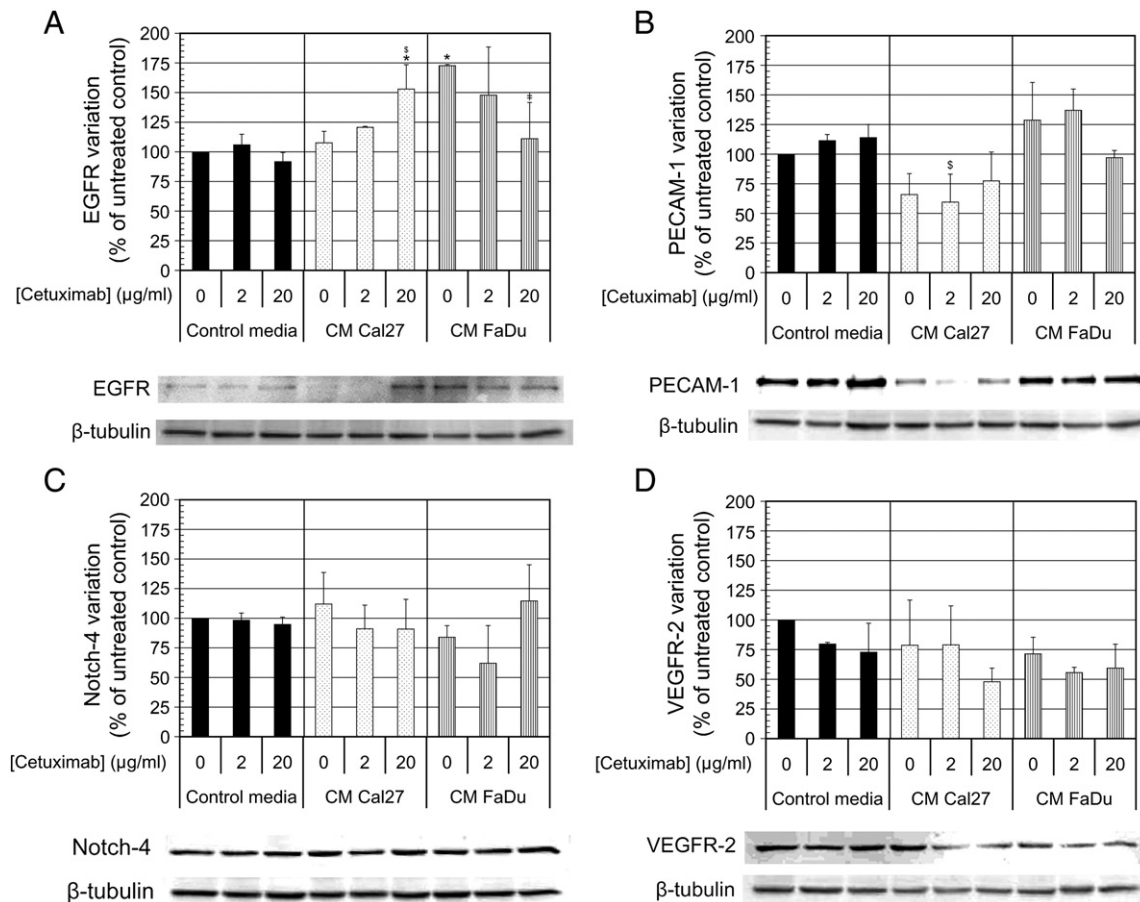 A
EGFR variation
(% of untreated control)
200
175
150
125
100
75
50
25
0
$
*
*
‡
[Cetuximab] (µg/ml) 0 2 20 0 2 20 0 2 20
Control media CM Cal27 CM FaDu
EGFR
β-tubulin
B
PECAM-1 variation
(% of untreated control)
200
175
150
125
100
75
50
25
0
$
[Cetuximab] (µg/ml) 0 2 20 0 2 20 0 2 20
Control media CM Cal27 CM FaDu
PECAM-1
β-tubulin
C
Notch-4 variation
(% of untreated control)
200
175
150
125
100
75
50
25
0
[Cetuximab] (µg/ml) 0 2 20 0 2 20 0 2 20
Control media CM Cal27 CM FaDu
Notch-4
β-tubulin
D
VEGFR-2 variation
(% of untreated control)
200
175
150
125
100
75
50
25
0
[Cetuximab] (µg/ml) 0 2 20 0 2 20 0 2 20
Control media CM Cal27 CM FaDu
VEGFR-2
β-tubulin